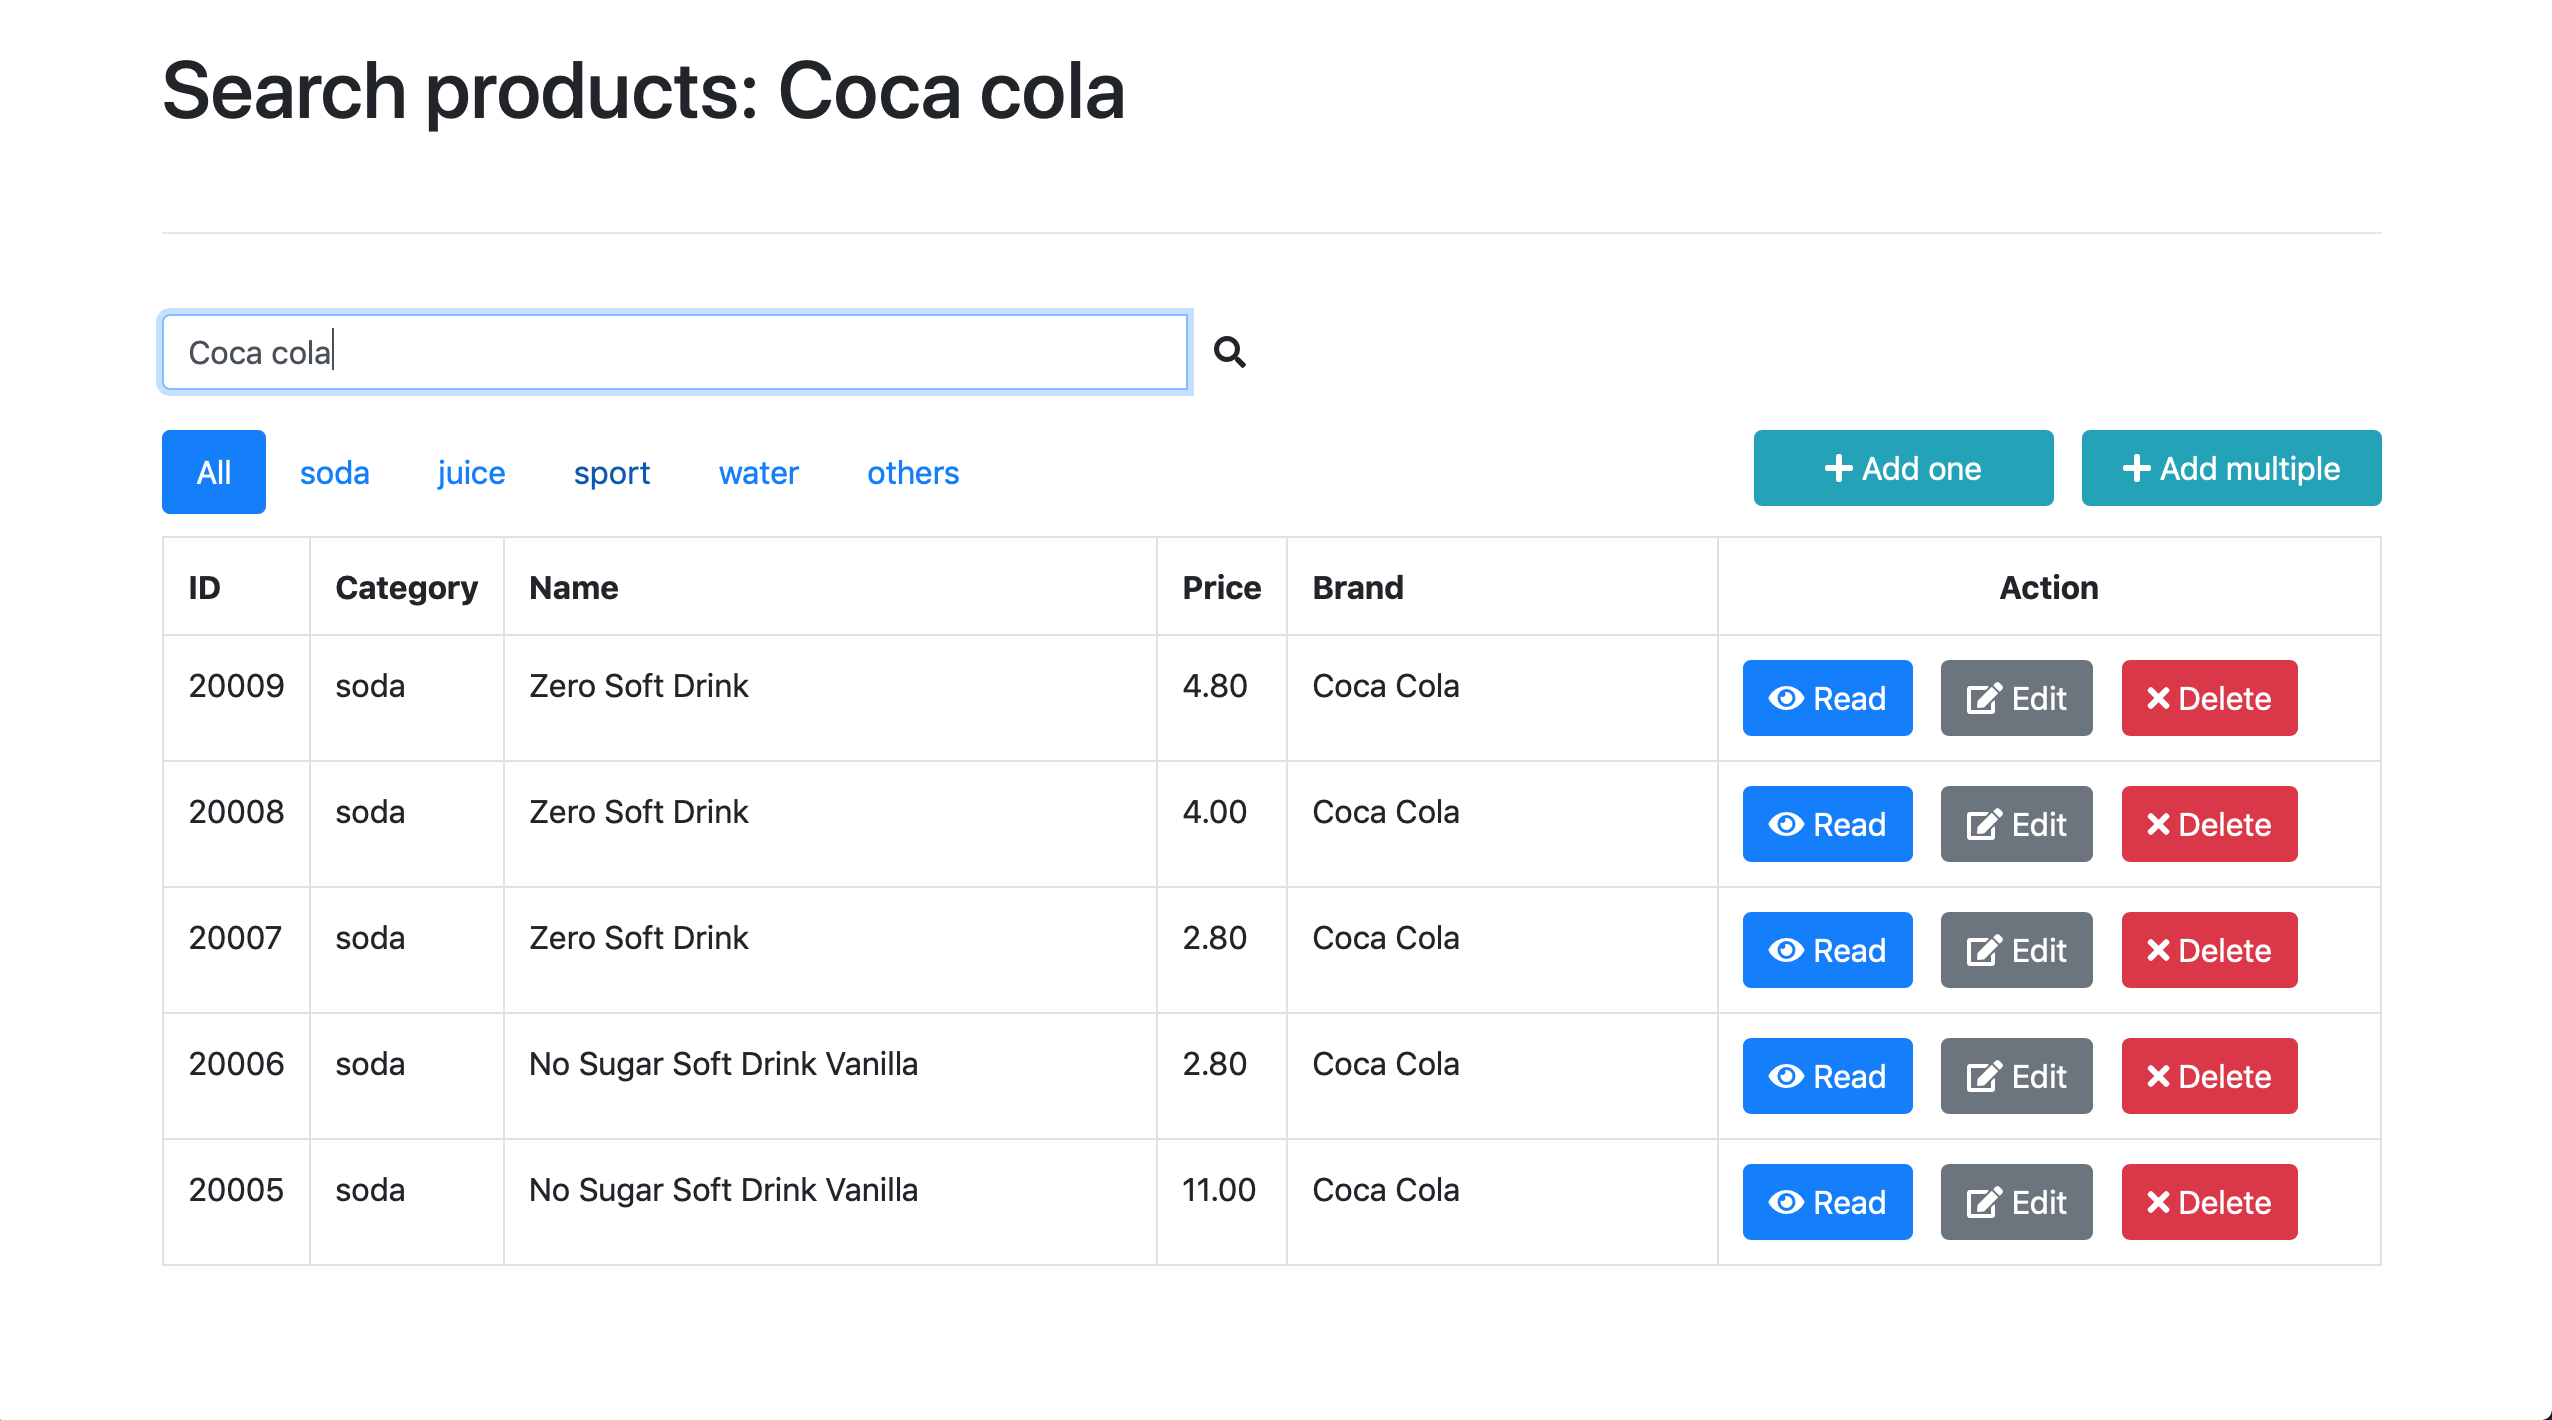 Search products: Coca cola
Coca cola
All soda juice sport water others Add one Add multiple
ID Category Name Price Brand Action
20009 soda Zero Soft Drink 4.80 Coca Cola Read Edit Delete
20008 soda Zero Soft Drink 4.00 Coca Cola Read Edit Delete
20007 soda Zero Soft Drink 2.80 Coca Cola Read Edit Delete
20006 soda No Sugar Soft Drink Vanilla 2.80 Coca Cola Read Edit Delete
20005 soda No Sugar Soft Drink Vanilla 11.00 Coca Cola Read Edit Delete